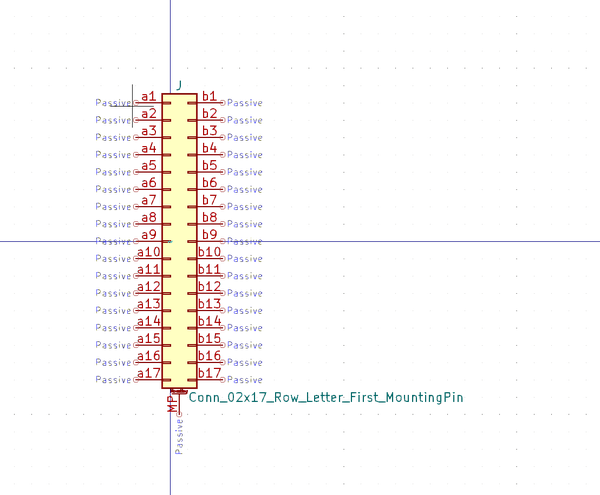 J
Passive a1 b1 Passive
Passive a2 b2 Passive
Passive a3 b3 Passive
Passive a4 b4 Passive
Passive a5 b5 Passive
Passive a6 b6 Passive
Passive a7 b7 Passive
Passive a8 b8 Passive
Passive a9 b9 Passive
Passive a10 b10 Passive
Passive a11 b11 Passive
Passive a12 b12 Passive
Passive a13 b13 Passive
Passive a14 b14 Passive
Passive a15 b15 Passive
Passive a16 b16 Passive
Passive a17 b17 Passive
MP Conn_02x17_Row_Letter_First_MountingPin
Passive